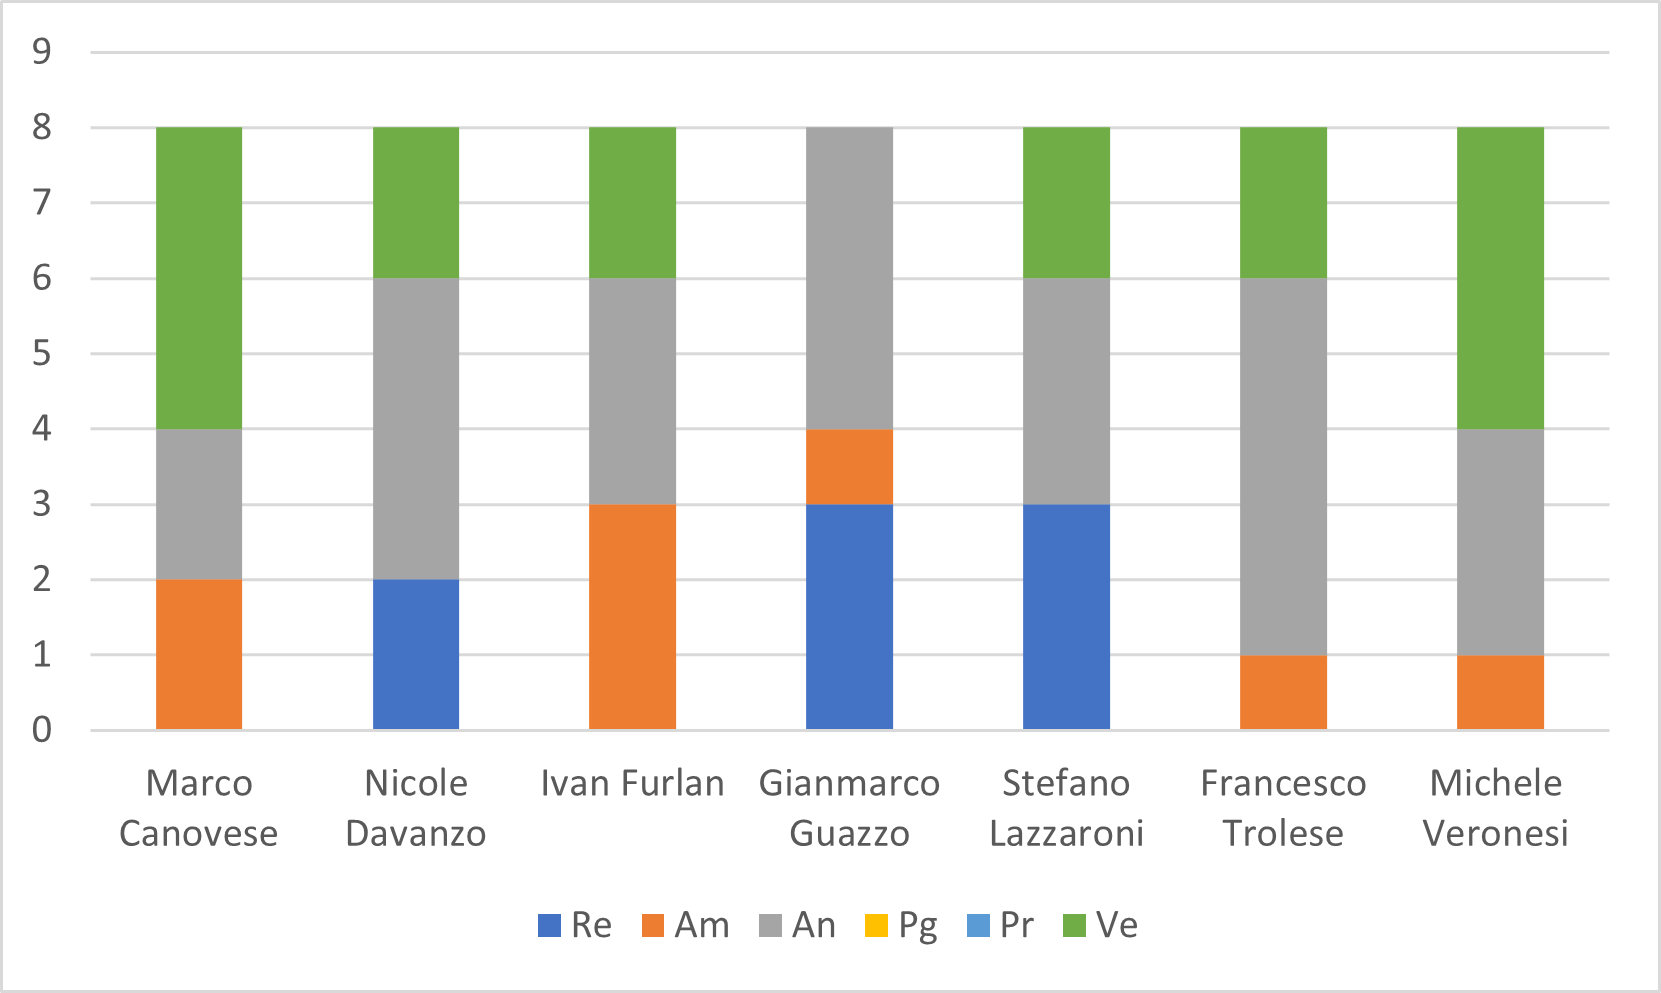 9
8
7
6
5
4
3
2
1
0
Marco Canovese
Nicole Davanzo
Ivan Furlan
Gianmarco Guazzo
Stefano Lazzaroni
Francesco Trolese
Michele Veronesi
Re Am An Pg Pr Ve